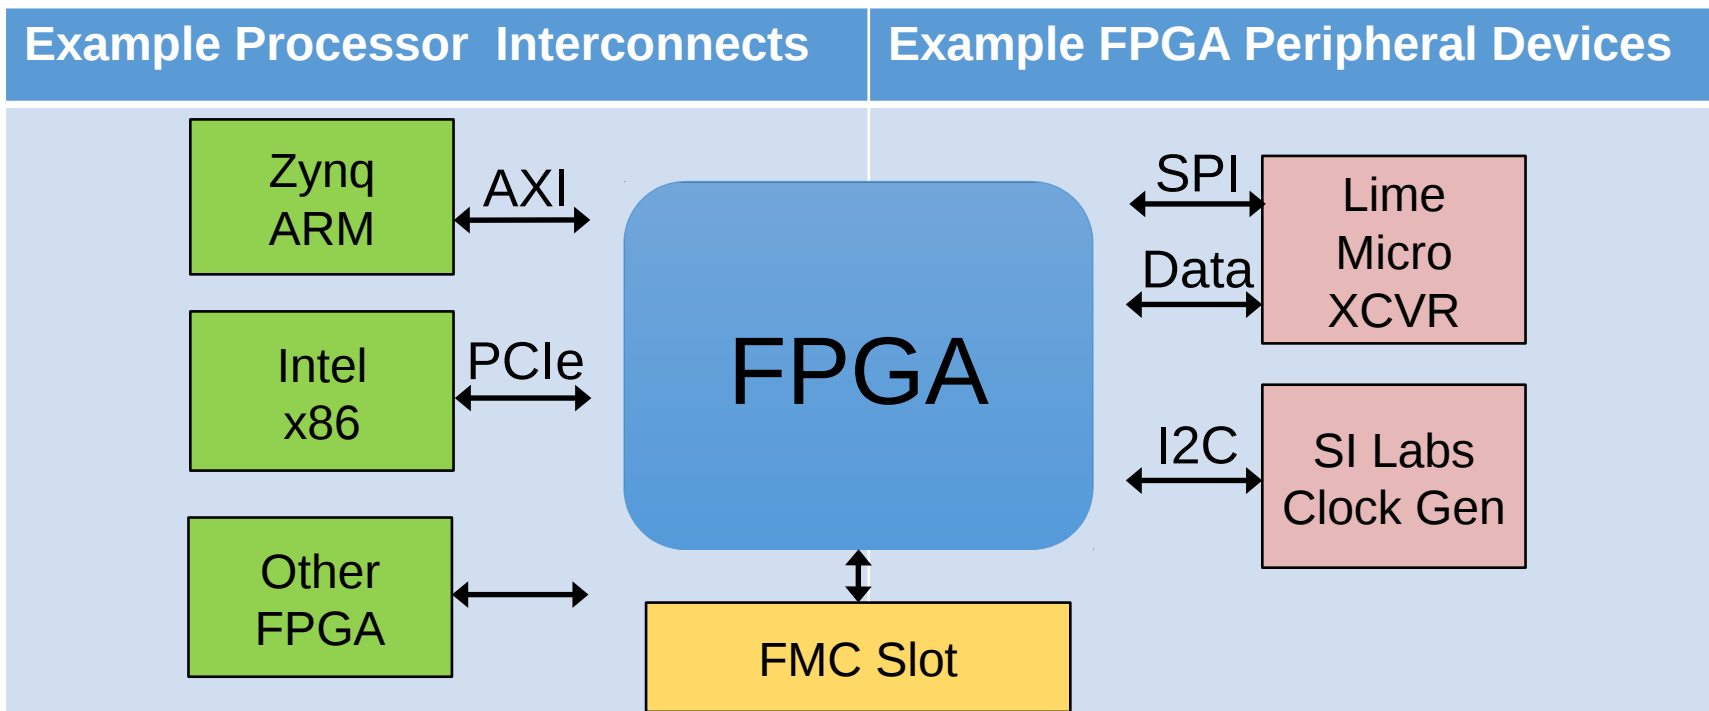 Example Processor  Interconnects
Example FPGA Peripheral Devices
Zynq
ARM
AXI
Intel
x86
PCIe
Other
FPGA
FPGA
FMC Slot
SPI
Data
Lime
Micro
XCVR
I2C
SI Labs
Clock Gen